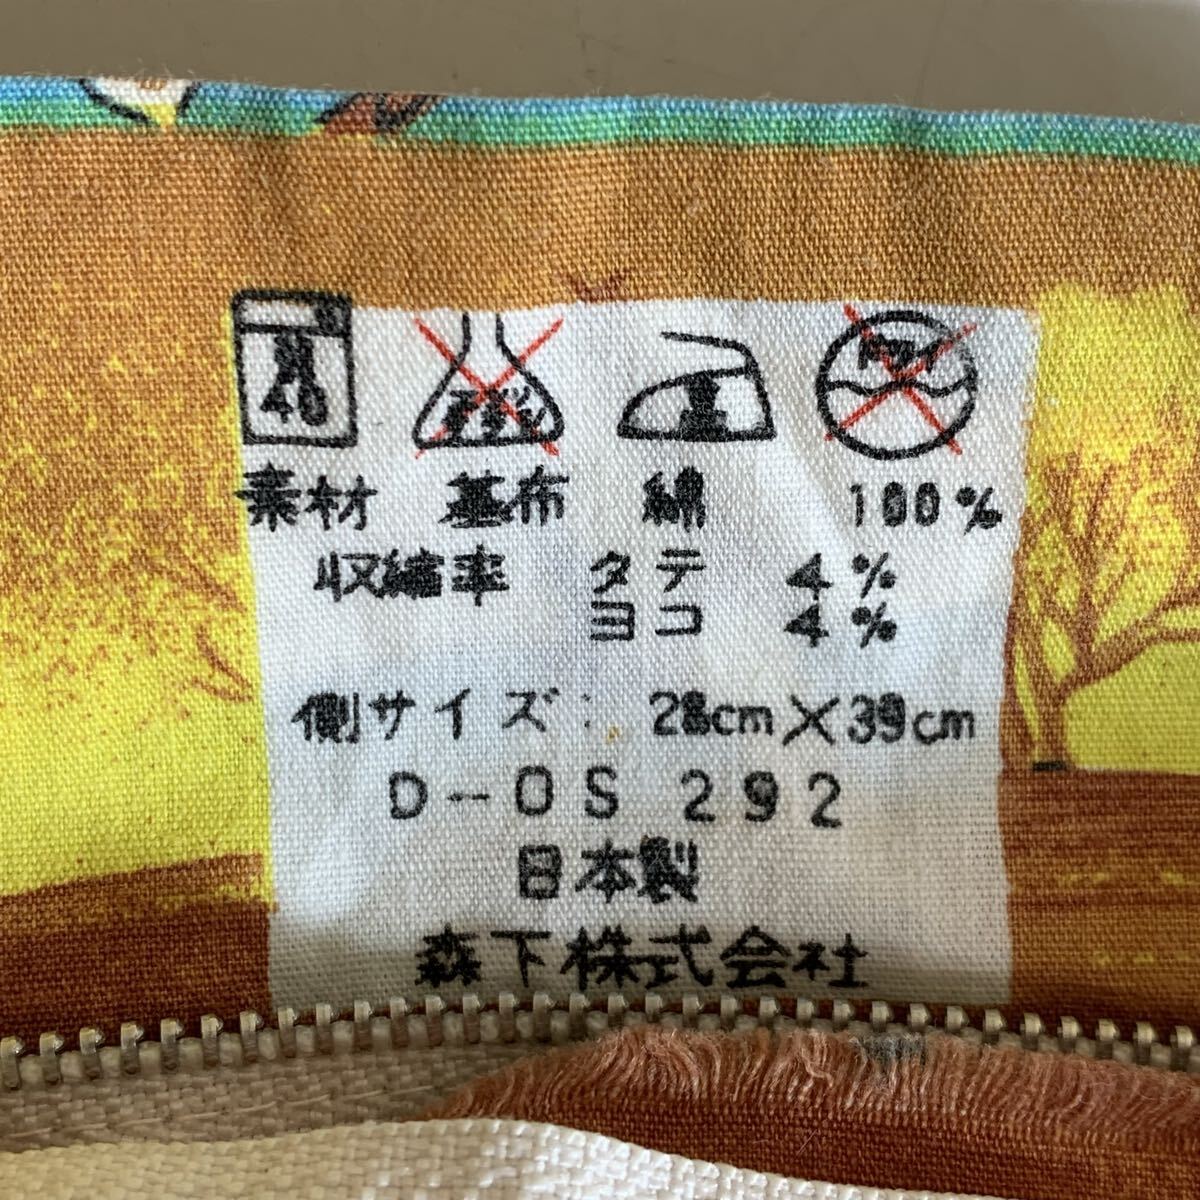 40
素材 基布 綿 100%
収縮率 タテ 4%
ヨコ 4%
側サイズ: 28cm×39cm
D-OS 292
日本製
森下株式会社